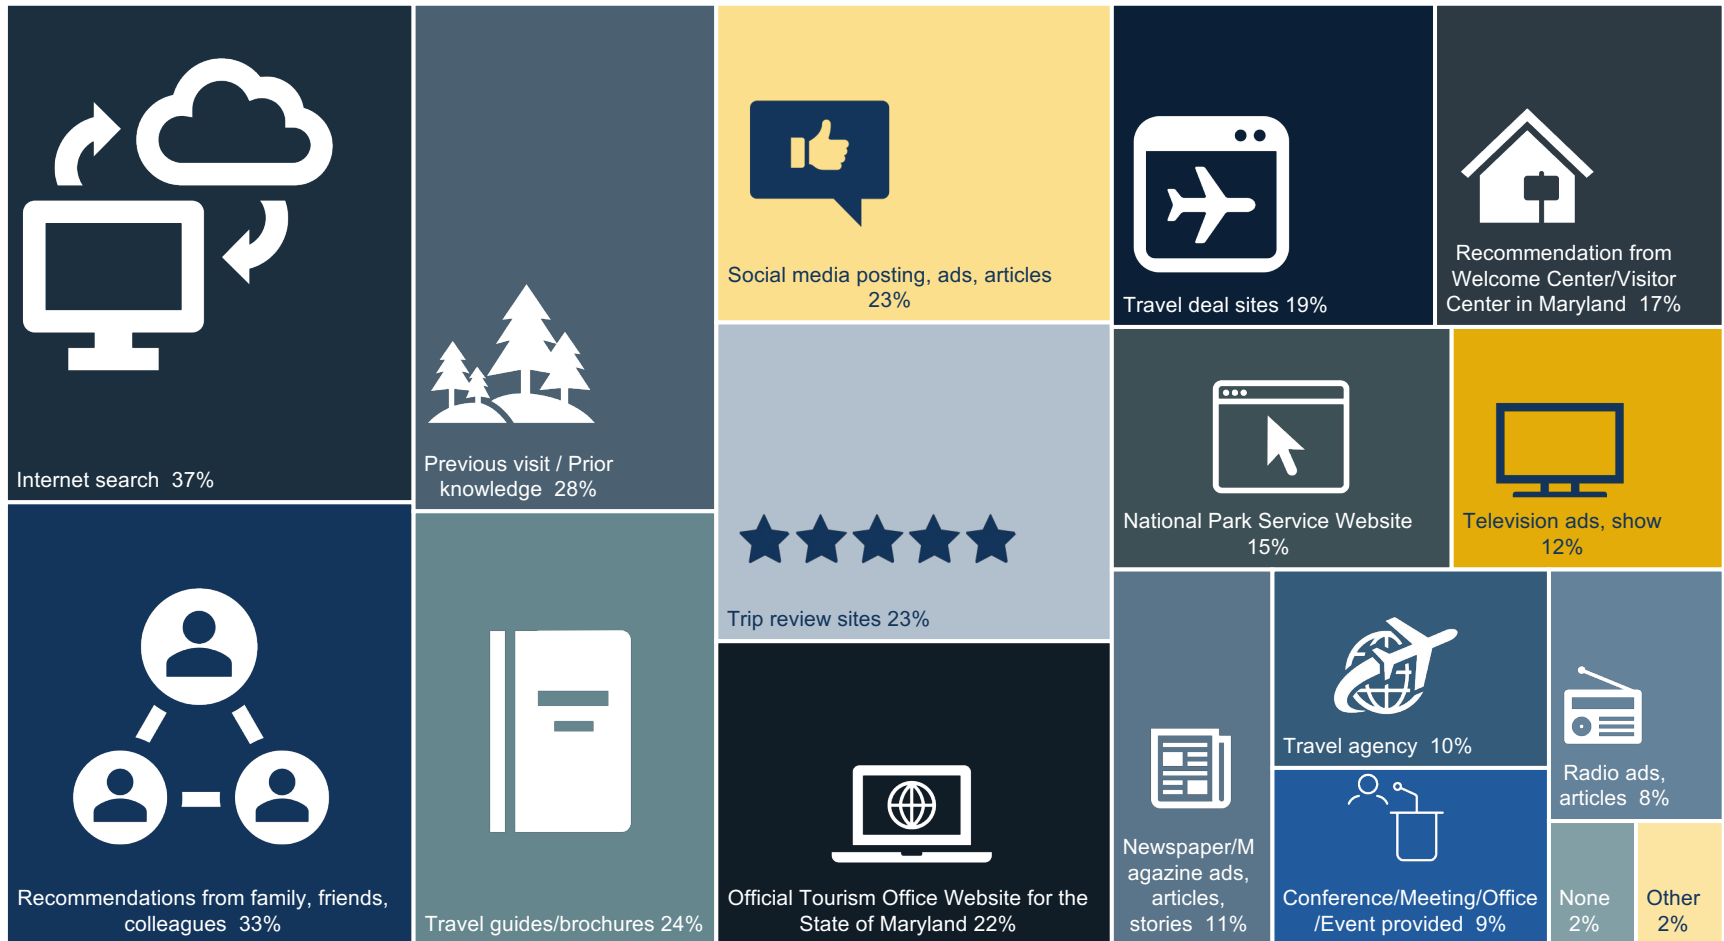 Internet search 37%
Recommendations from family, friends,
colleagues 33%
Previous visit / Prior
knowledge 28%
Travel guides/brochures 24%
Social media posting, ads, articles
23%
Trip review sites 23%
Official Tourism Office Website for the
State of Maryland 22%
Travel deal sites 19%
Recommendation from
Welcome Center/Visitor
Center in Maryland 17%
National Park Service Website
15%
Television ads, show
12%
Newspaper/M
agazine ads,
articles,
stories 11%
Travel agency 10%
Conference/Meeting/Office
/Event provided 9%
Radio ads,
articles 8%
None
2%
Other
2%